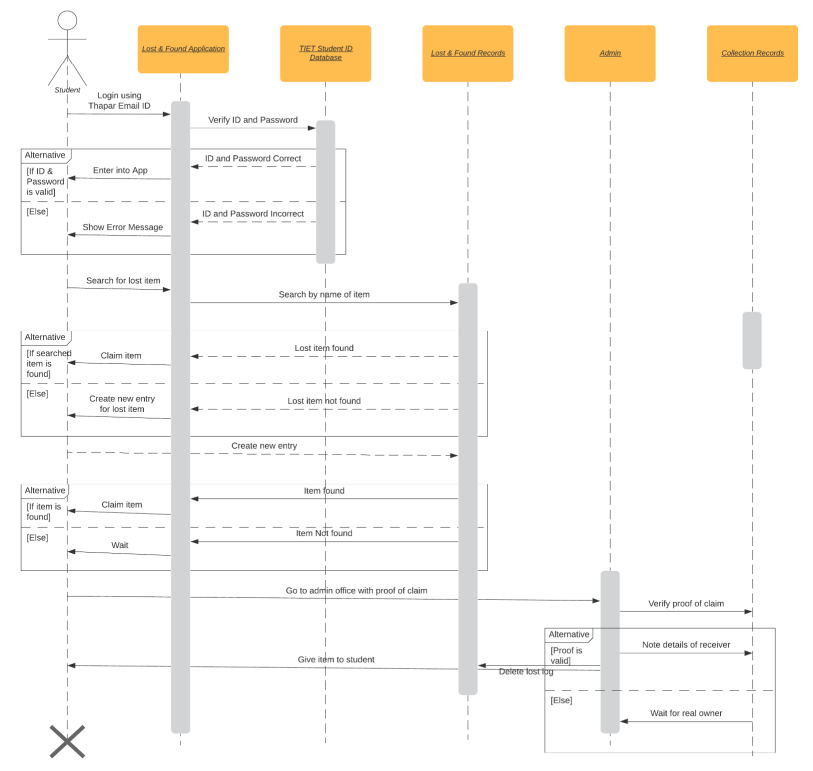 Lost & Found Application
TIET Student ID
Database
Lost & Found Records
Admin
Collection Records
Student
Login using
Thapar Email ID
Verify ID and Password
Alternative
[If ID &
Password
is valid]
ID and Password Correct
Enter into App
[Else]
ID and Password Incorrect
Show Error Message
Search for lost item
Search by name of item
Alternative
[If searched
item is
found]
Lost item found
Claim item
[Else]
Create new entry
for lost item
Lost item not found
Create new entry
Alternative
Item found
[If item is
found]
Claim item
[Else]
Item Not found
Wait
Go to admin office with proof of claim
Verify proof of claim
Alternative
[Proof is
valid]
Note details of receiver
Give item to student
Delete lost log
[Else]
Wait for real owner